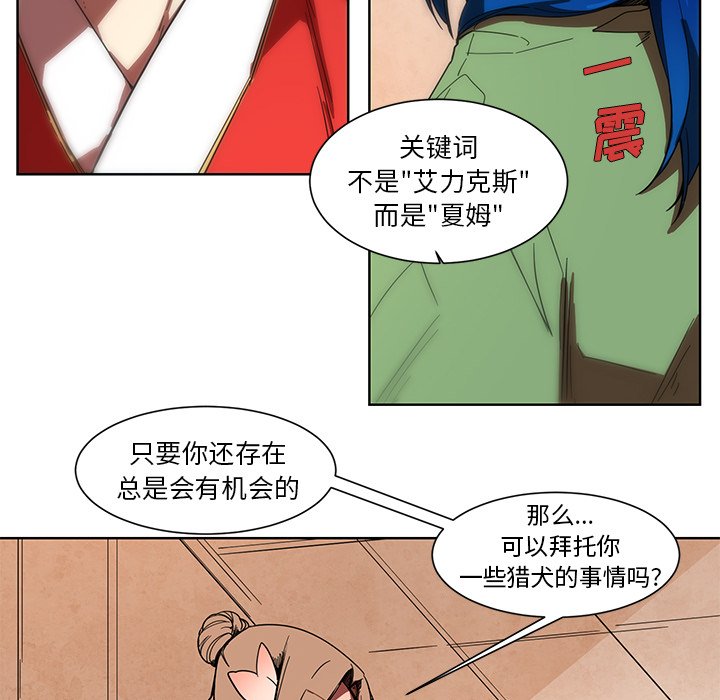 一震
关键词
不是"艾力克斯"
而是"夏姆"
只要你还存在
总是会有机会的
那么...
可以拜托你
一些猎犬的事情吗?